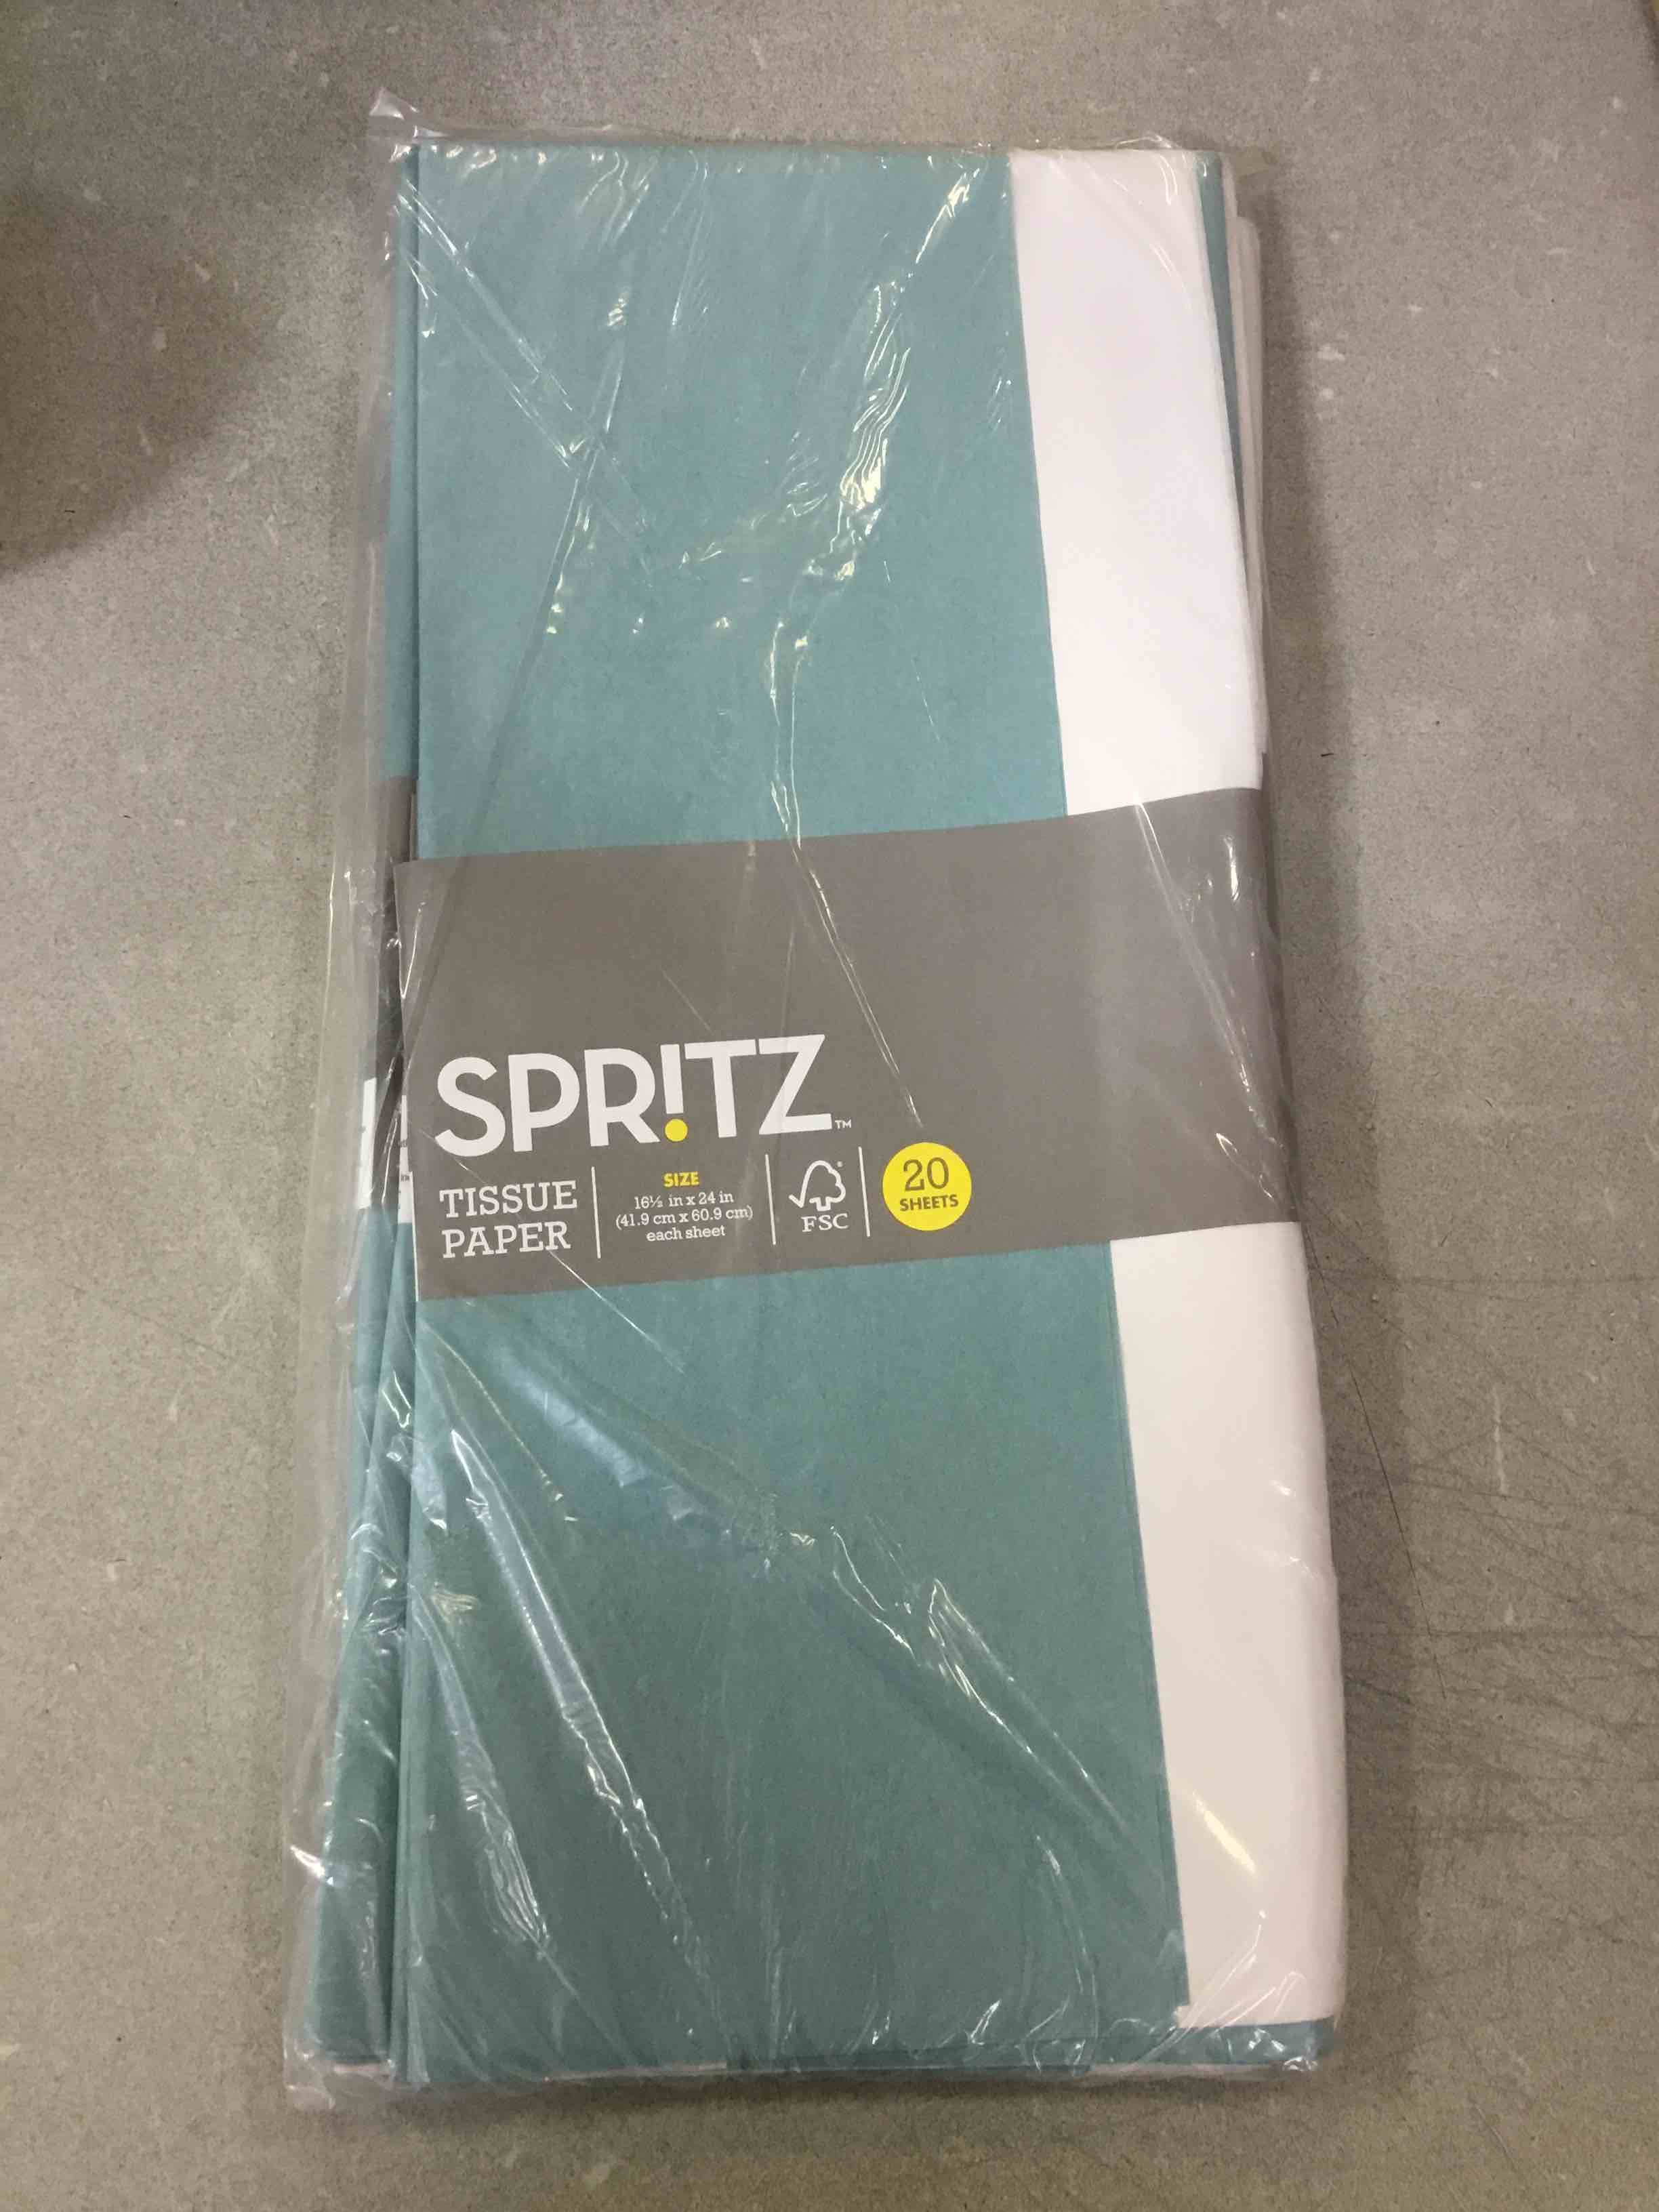 SPR!TZ™
TISSUE
PAPER
SIZE
16½ in x 24 in
(41.9 cm x 60.9 cm)
each sheet
FSC®
20
SHEETS